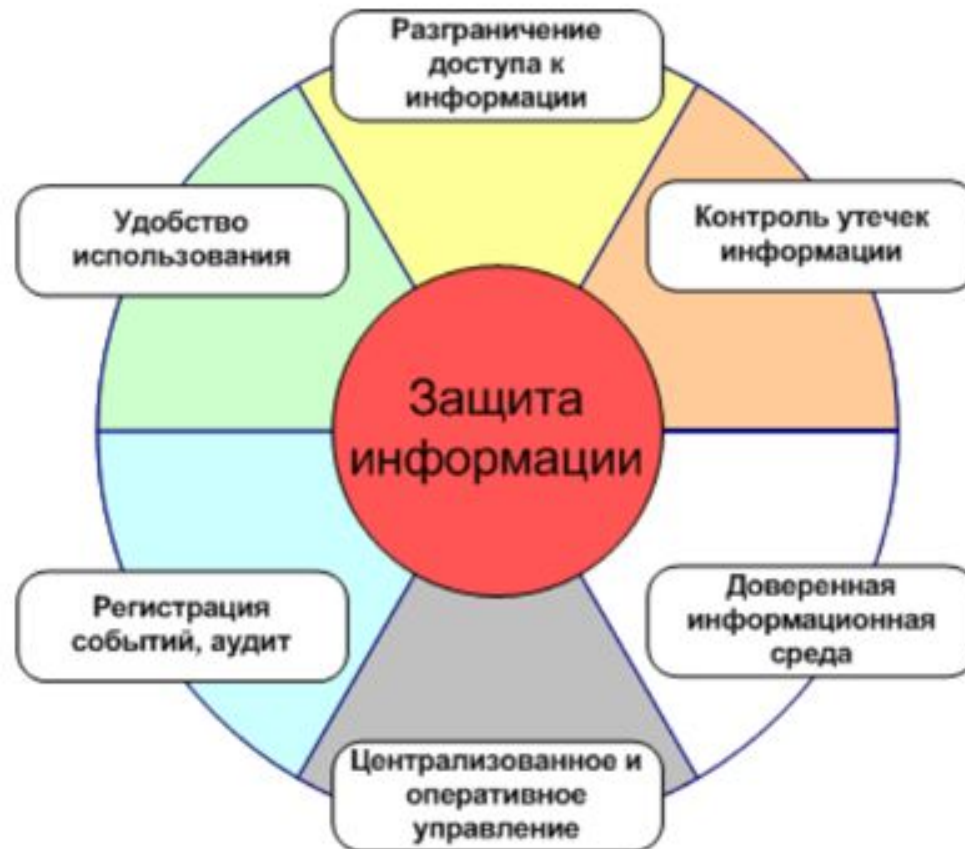 Разграничение
доступа к
информации
Удобство
использования
Контроль утечек
информации
Защита
информации
Регистрация
событий, аудит
Доверенная
информационная
среда
Централизованное и
оперативное
управление